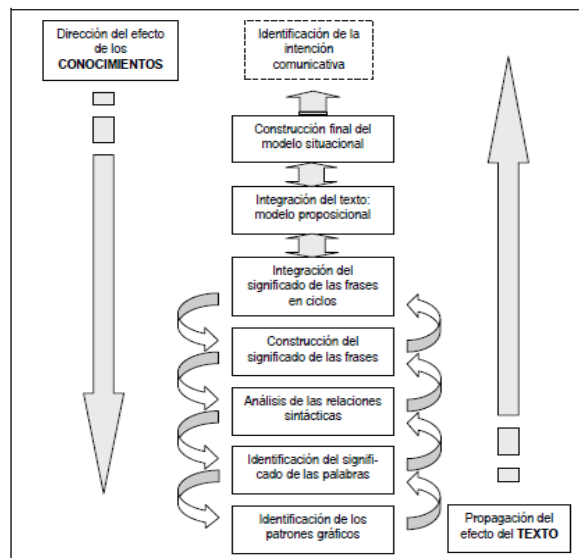 Dirección del efecto
de los
CONOCIMIENTOS
Identificación de la
intención
comunicativa
Construcción final del
modelo situacional
Integración del texto:
modelo proposicional
Integración del
significado de las frases
en ciclos
Construcción del
significado de las frases
Análisis de las relaciones
sintácticas
Identificación del signifi-
cado de las palabras
Identificación de los
patrones gráficos
Propagación del
efecto del TEXTO